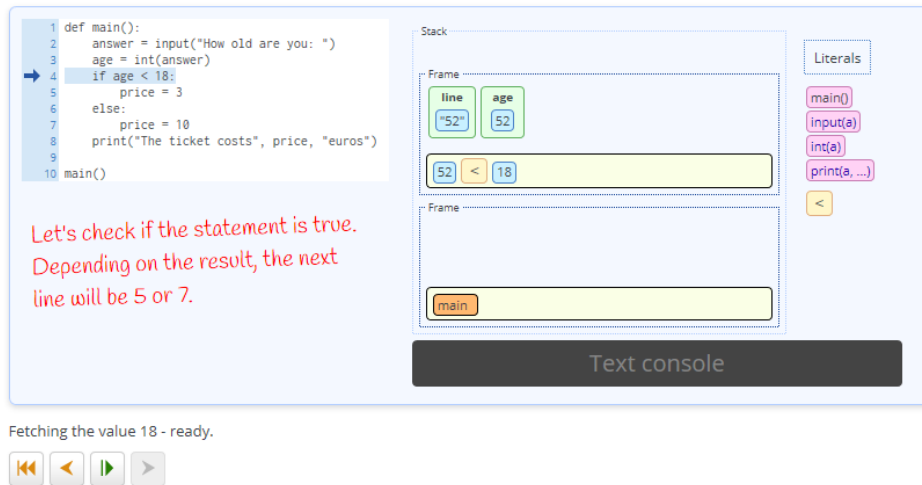 1 def main():
2     answer = input("How old are you: ")
3     age = int(answer)
4     if age < 18:
5         price = 3
6     else:
7         price = 10
8     print("The ticket costs", price, "euros")
9
10 main()
Let's check if the statement is true.
Depending on the result, the next
line will be 5 or 7.
Stack
Frame
line age
"52" 52
52 < 18
Frame
main
Text console
Literals
main()
input(a)
int(a)
print(a, ...)
<
Fetching the value 18 - ready.